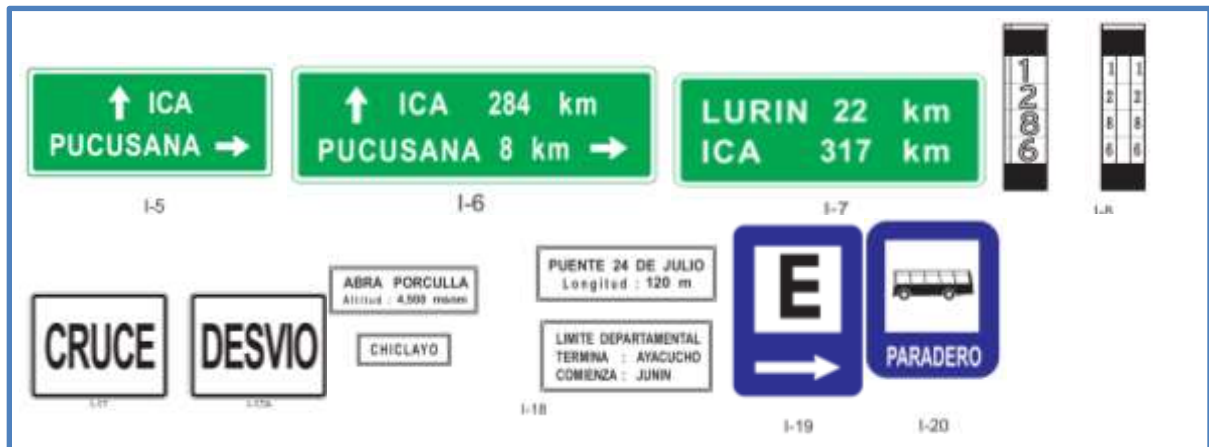 ↑ ICA
PUCUSANA →
I-5
↑ ICA 284 km
PUCUSANA 8 km →
I-6
LURIN 22 km
ICA 317 km
I-7
1
2
8
6
1 1
2 2
8 8
6 6
I-8
CRUCE
I-17
DESVIO
ABRA PORCULLA
Altitud : 4,500 msnm
CHICLAYO
PUENTE 24 DE JULIO
Longitud : 120 m
LIMITE DEPARTAMENTAL
TERMINA : AYACUCHO
COMIENZA : JUNIN
I-18
E
→
I-19
PARADERO
I-20